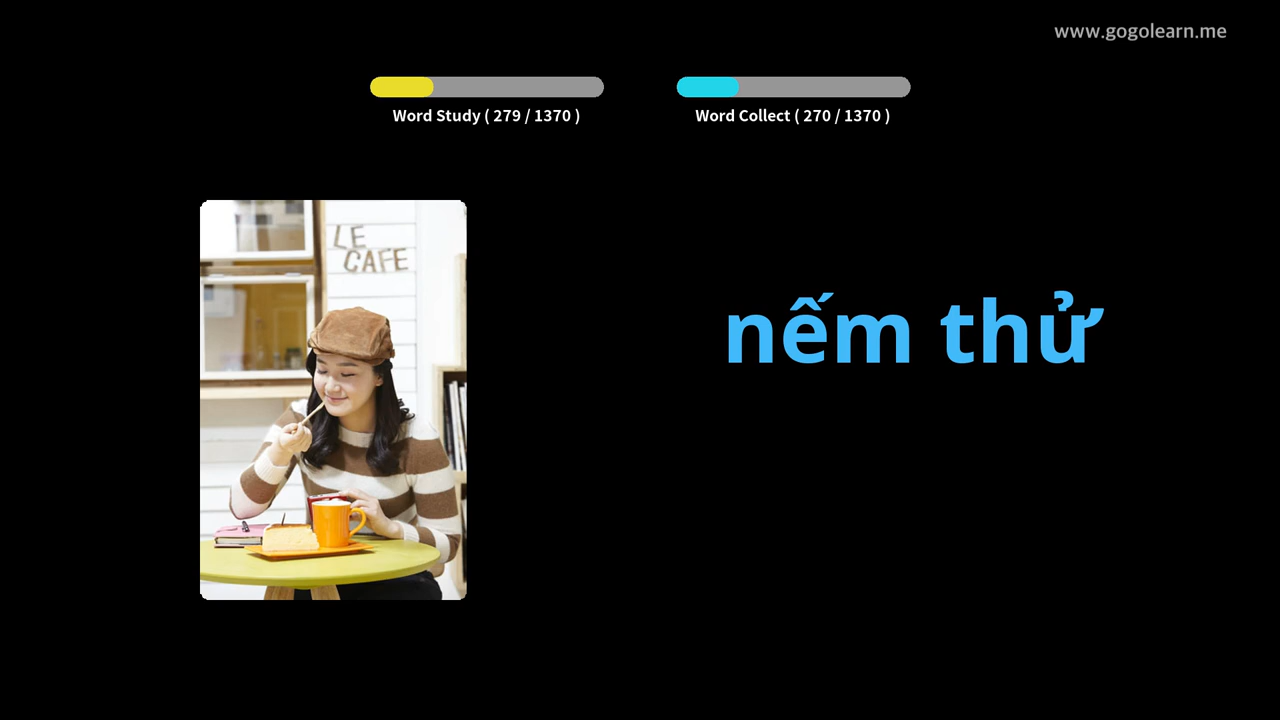 www.gogolearn.me
Word Study ( 279 / 1370 )
Word Collect ( 270 / 1370 )
LE
CAFE
nếm thử